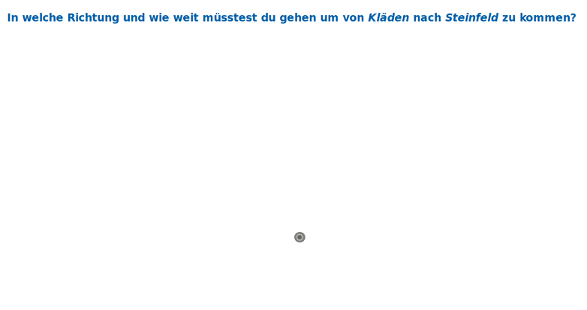 In welche Richtung und wie weit müsstest du gehen um von Kläden nach Steinfeld zu kommen?